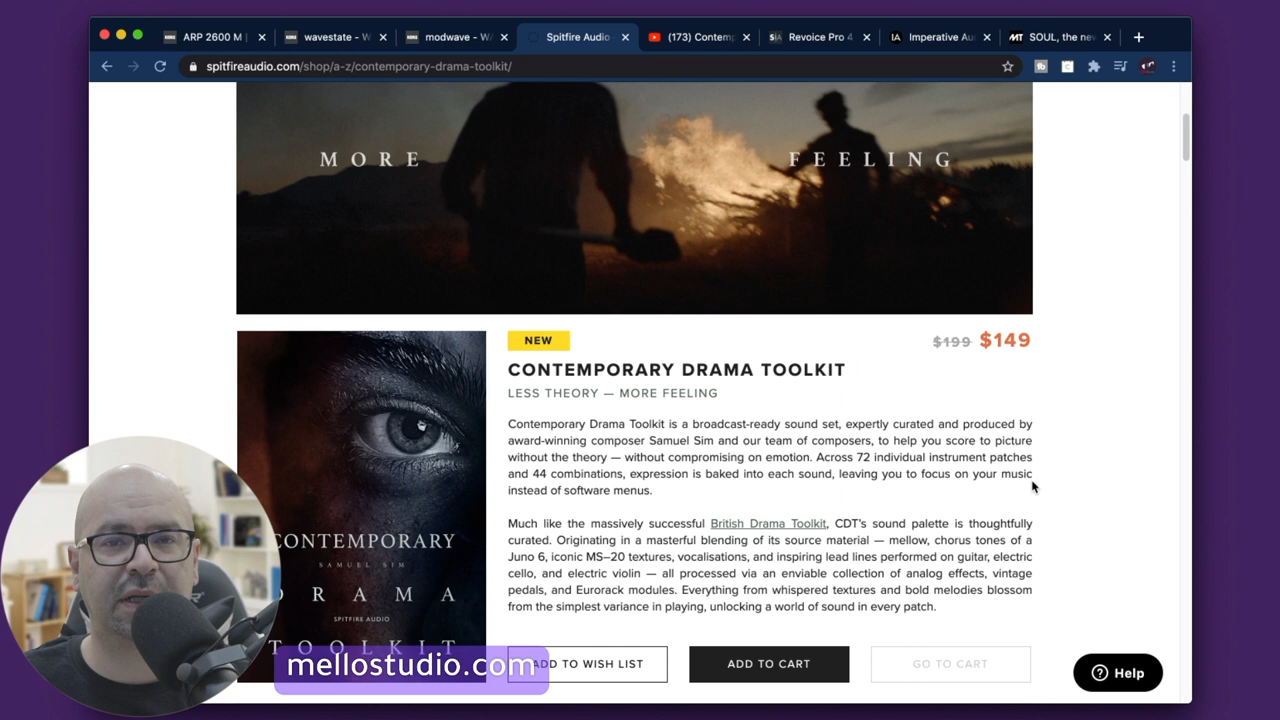 ARP 2600 M |
wavestate - W
modwave - WA
Spitfire Audio
(173) Contemp
Revoice Pro 4
Imperative Au
SOUL, the new
spitfireaudio.com/shop/a-z/contemporary-drama-toolkit/
MORE FEELING
NEW
$199 $149
CONTEMPORARY DRAMA TOOLKIT
LESS THEORY — MORE FEELING
Contemporary Drama Toolkit is a broadcast-ready sound set, expertly curated and produced by
award-winning composer Samuel Sim and our team of composers, to help you score to picture
without the theory — without compromising on emotion. Across 72 individual instrument patches
and 44 combinations, expression is baked into each sound, leaving you to focus on your music
instead of software menus.
Much like the massively successful British Drama Toolkit, CDT's sound palette is thoughtfully
curated. Originating in a masterful blending of its source material — mellow, chorus tones of a
Juno 6, iconic MS–20 textures, vocalisations, and inspiring lead lines performed on guitar, electric
cello, and electric violin — all processed via an enviable collection of analog effects, vintage
pedals, and Eurorack modules. Everything from whispered textures and bold melodies blossom
from the simplest variance in playing, unlocking a world of sound in every patch.
CONTEMPORARY
SAMUEL SIM
DRAMA
SPITFIRE AUDIO
TOOLKIT
mellostudio.com
ADD TO WISH LIST
ADD TO CART
GO TO CART
Help